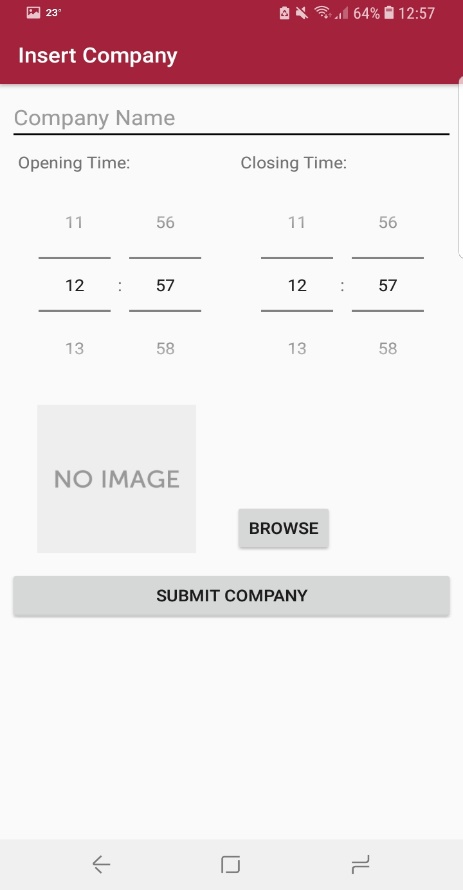 23° 64% 12:57
Insert Company
Company Name
Opening Time: Closing Time:
11 56 11 56
12 : 57 12 : 57
13 58 13 58
NO IMAGE
BROWSE
SUBMIT COMPANY